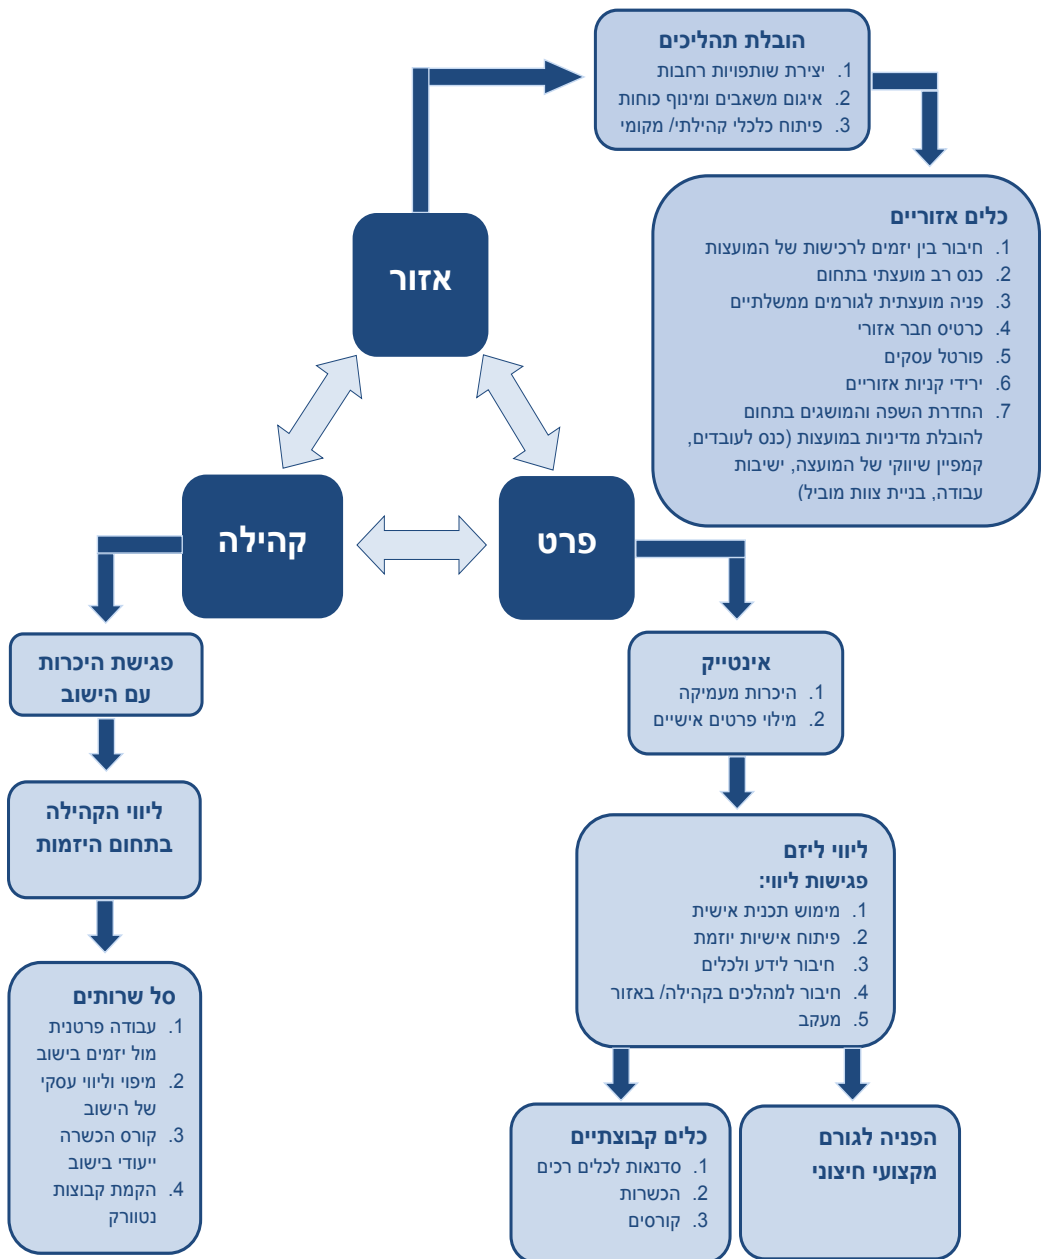 הובלת תהליכים
1. יצירת שותפויות רחבות
2. איגום משאבים ומינוף כוחות
3. פיתוח כלכלי קהילתי/ מקומי
כלים אזוריים
1. חיבור בין יזמים לרכישות של המועצות
2. כנס רב מועצתי בתחום
3. פניה מועצתית לגורמים ממשלתיים
4. כרטיס חבר אזורי
5. פורטל עסקים
6. ירידי קניות אזוריים
7. החדרת השפה והמושגים בתחום
להובלת מדיניות במועצות (כנס לעובדים,
קמפיין שיווקי של המועצה, ישיבות
עבודה, בניית צוות מוביל)
אזור
פרט
קהילה
אינטייק
1. היכרות מעמיקה
2. מילוי פרטים אישיים
ליווי ליזם
פגישות ליווי:
1. מימוש תכנית אישית
2. פיתוח אישיות יוזמת
3. חיבור לידע ולכלים
4. חיבור למהלכים בקהילה/ באזור
5. מעקב
הפניה לגורם
מקצועי חיצוני
כלים קבוצתיים
1. סדנאות לכלים רכים
2. הכשרות
3. קורסים
פגישת היכרות
עם הישוב
ליווי הקהילה
בתחום היזמות
סל שרותים
1. עבודה פרטנית
מול יזמים בישוב
2. מיפוי וליווי עסקי
של הישוב
3. קורס הכשרה
ייעודי בישוב
4. הקמת קבוצות
נטוורק